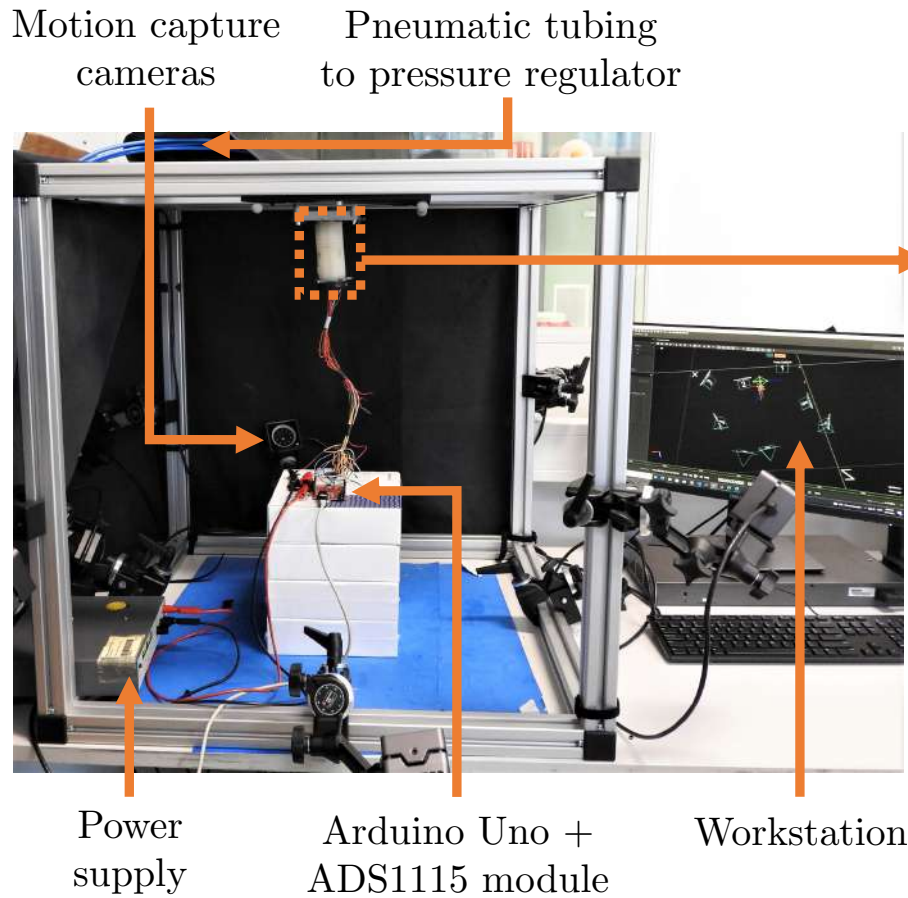 Motion capture
cameras
Pneumatic tubing
to pressure regulator
Power
supply
Arduino Uno +
ADS1115 module
Workstation